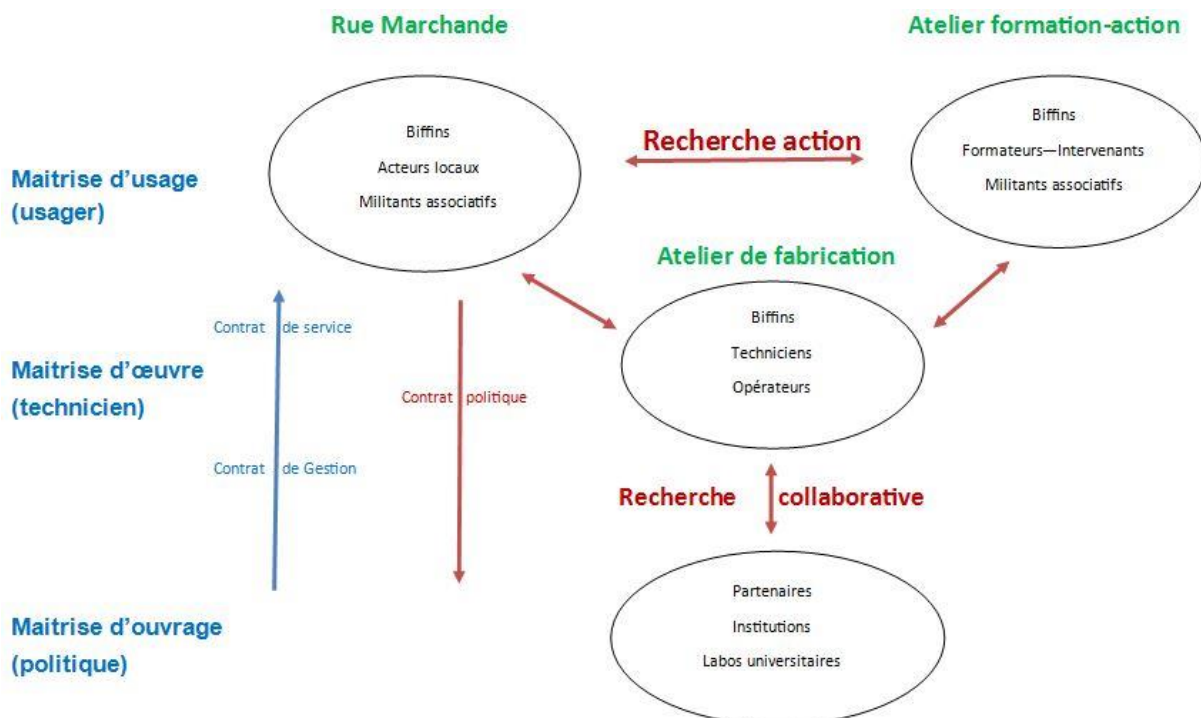 Rue Marchande
Atelier formation-action
Biffins
Acteurs locaux
Militants associatifs
Recherche action
Biffins
Formateurs—Intervenants
Militants associatifs
Maitrise d'usage
(usager)
Atelier de fabrication
Biffins
Techniciens
Opérateurs
Contrat de service
Maitrise d'œuvre
(technicien)
Contrat politique
Contrat de Gestion
Recherche collaborative
Partenaires
Institutions
Labos universitaires
Maitrise d'ouvrage
(politique)